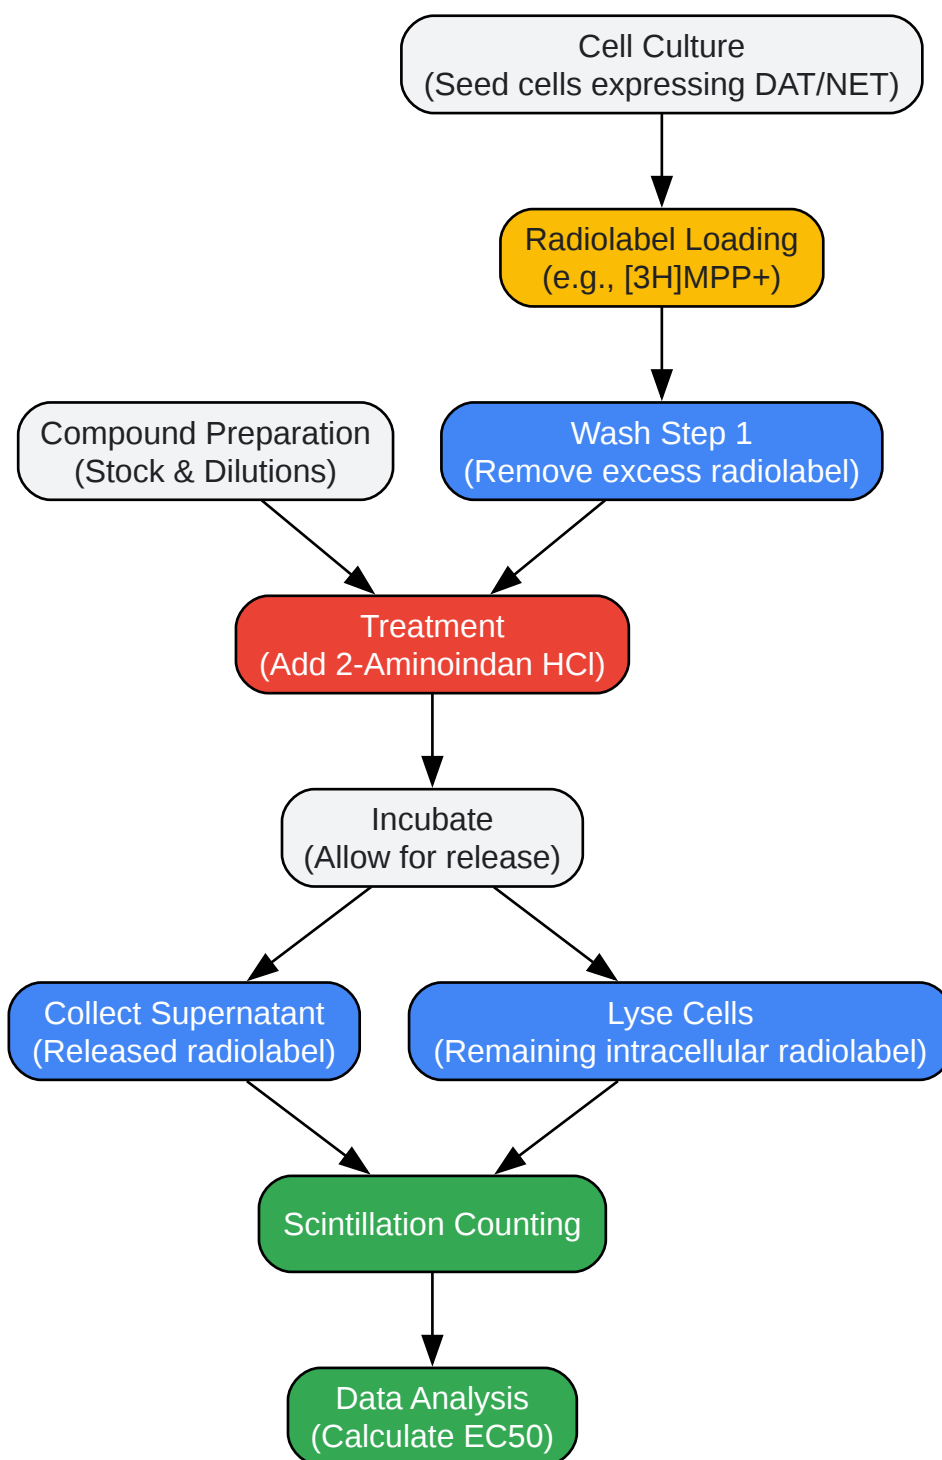 Cell Culture
(Seed cells expressing DAT/NET)
Radiolabel Loading
(e.g., [3H]MPP+)
Compound Preparation
(Stock & Dilutions)
Wash Step 1
(Remove excess radiolabel)
Treatment
(Add 2-Aminoindan HCl)
Incubate
(Allow for release)
Collect Supernatant
(Released radiolabel)
Lyse Cells
(Remaining intracellular radiolabel)
Scintillation Counting
Data Analysis
(Calculate EC50)